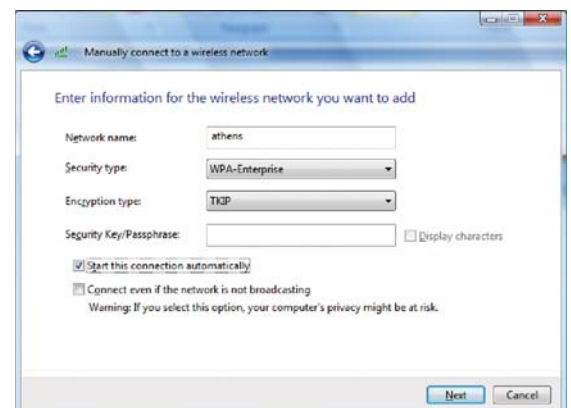 Manually connect to a wireless network
Enter information for the wireless network you want to add
Network name: athens
Security type: WPA-Enterprise
Encryption type: TKIP
Security Key/Passphrase: Display characters
Start this connection automatically
Connect even if the network is not broadcasting
Warning: If you select this option, your computer's privacy might be at risk.
Next Cancel